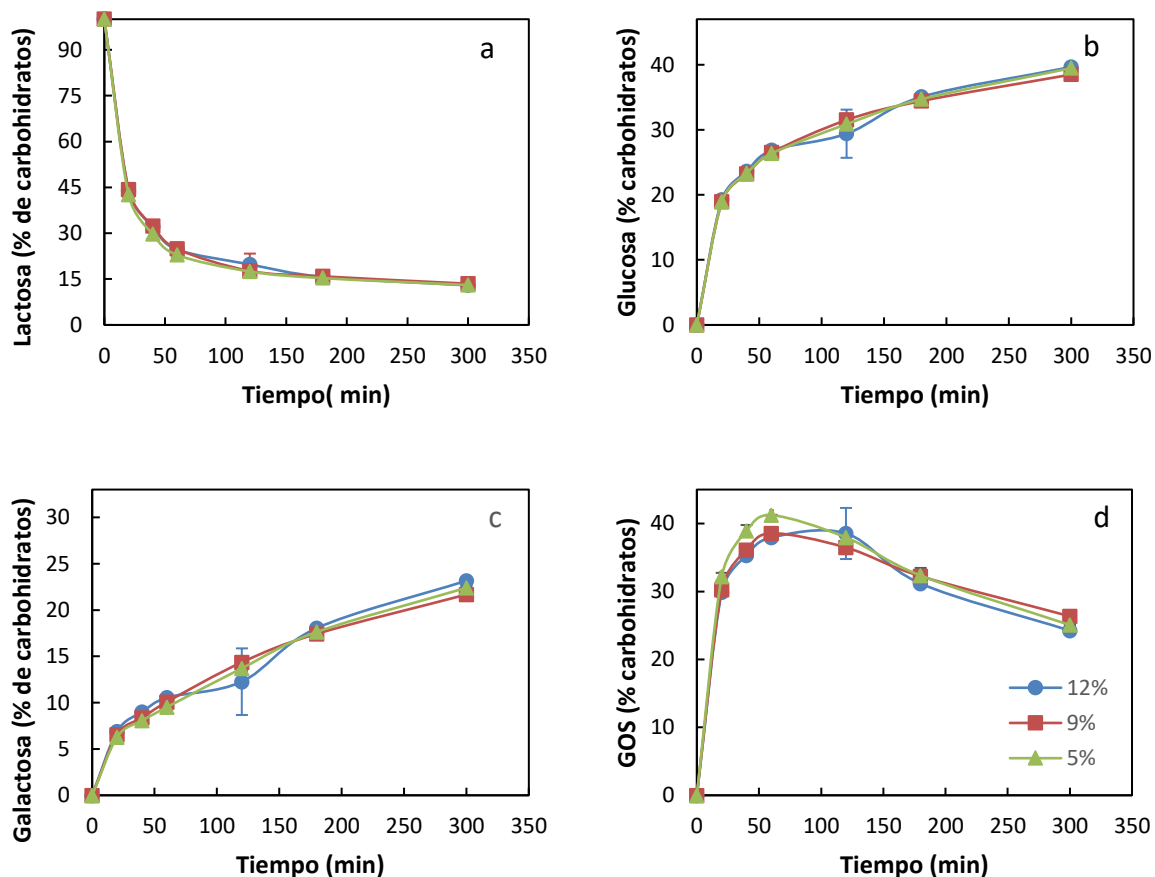 a
Lactosa (% de carbohidratos)
90
75
45
30
15
0
0 50 100 150 200 250 300 350
Tiempo( min)
b
Glucosa (% carbohidratos)
40
30
20
10
0
0 50 100 150 200 250 300 350
Tiempo (min)
c
Galactosa (% de carbohidratos)
30
25
20
15
10
5
0
0 50 100 150 200 250 300 350
Tiempo (min)
d
GOS (% carbohidratos)
40
30
20
10
0
12%
9%
5%
0 50 100 150 200 250 300 350
Tiempo (min)